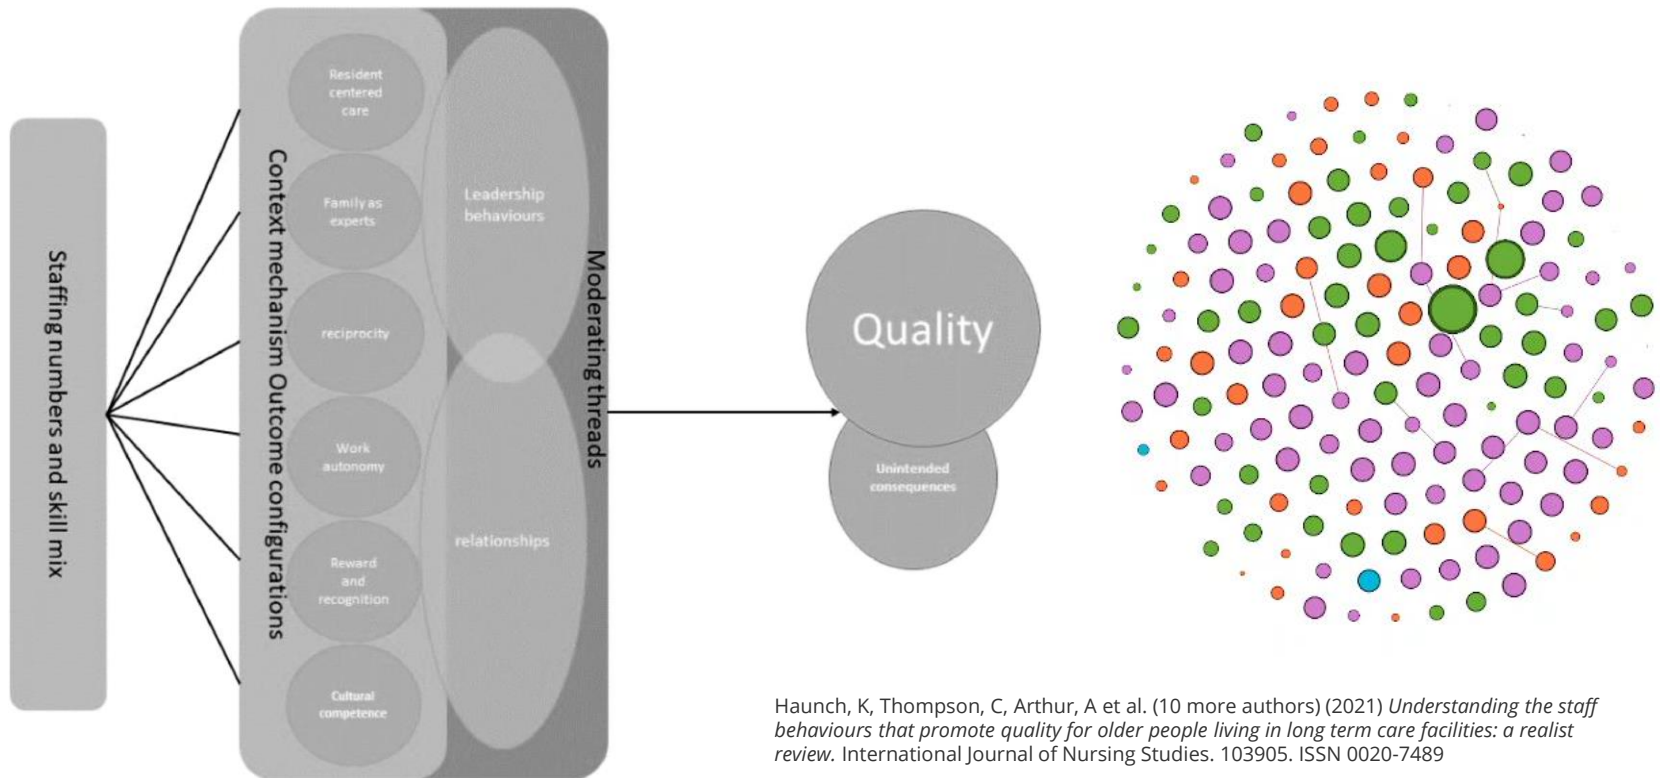 Staffing numbers and skill mix
Context mechanism Outcome configurations
Resident
centered
care
Family as
experts
reciprocity
Work
autonomy
Reward
and
recognition
Cultural
competence
Leadership
behaviours
relationships
Moderating threads
Quality
Unintended
consequences
Haunch, K, Thompson, C, Arthur, A et al. (10 more authors) (2021) Understanding the staff
behaviours that promote quality for older people living in long term care facilities: a realist
review. International Journal of Nursing Studies. 103905. ISSN 0020-7489